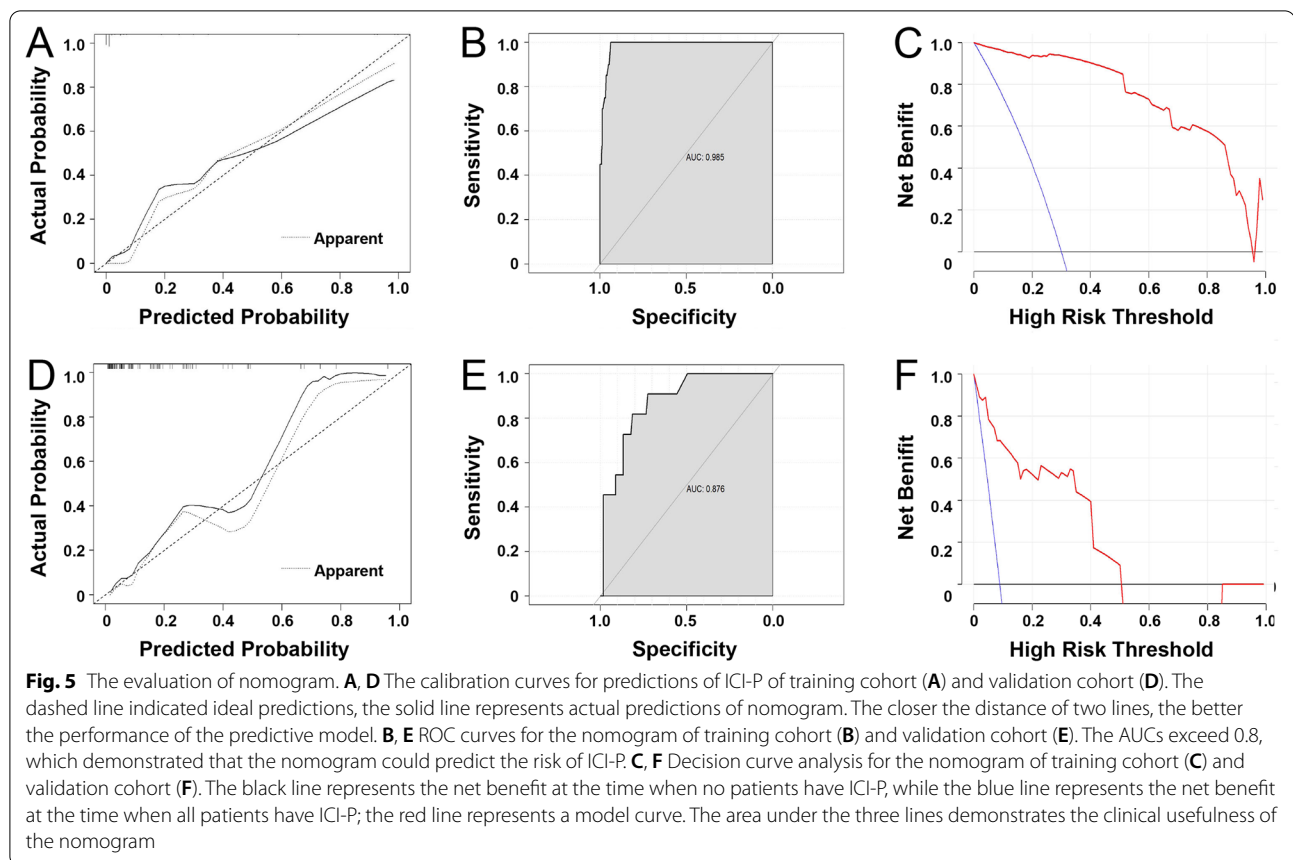 A
1.0
0.8
0.6
0.4
0.2
0
Actual Probability
Apparent
0.2 0.4 0.6 0.8 1.0
Predicted Probability
B
1.0
0.8
0.6
0.4
0.2
0
Sensitivity
AUC: 0.985
1.0 0.5 0.0
Specificity
C
1.0
0.8
0.6
0.4
0.2
0
Net Benifit
0 0.2 0.4 0.6 0.8 1.0
High Risk Threshold
D
1.0
0.8
0.6
0.4
0.2
0
Actual Probability
Apparent
0.2 0.4 0.6 0.8 1.0
Predicted Probability
E
1.0
0.8
0.6
0.4
0.2
0
Sensitivity
AUC: 0.876
1.0 0.5 0.0
Specificity
F
1.0
0.8
0.6
0.4
0.2
0
Net Benifit
0 0.2 0.4 0.6 0.8 1.0
High Risk Threshold
Fig. 5 The evaluation of nomogram. A, D The calibration curves for predictions of ICI-P of training cohort (A) and validation cohort (D). The
dashed line indicated ideal predictions, the solid line represents actual predictions of nomogram. The closer the distance of two lines, the better
the performance of the predictive model. B, E ROC curves for the nomogram of training cohort (B) and validation cohort (E). The AUCs exceed 0.8,
which demonstrated that the nomogram could predict the risk of ICI-P. C, F Decision curve analysis for the nomogram of training cohort (C) and
validation cohort (F). The black line represents the net benefit at the time when no patients have ICI-P, while the blue line represents the net benefit
at the time when all patients have ICI-P; the red line represents a model curve. The area under the three lines demonstrates the clinical usefulness of
the nomogram